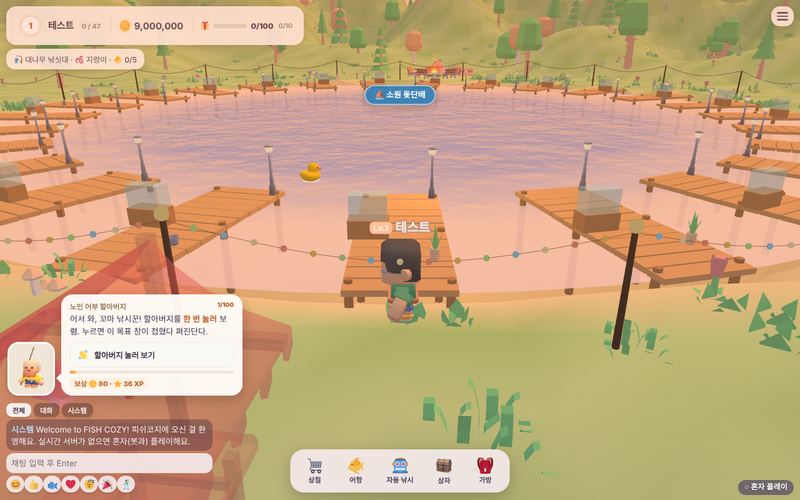 1 테스트 0 / 47 9,000,000 0/100 0/10
대나무 낚싯대 · 지렁이 · 0/5
소원 돛단배
Lv.1 테스트
노인 어부 할아버지 1/100
어서 와, 꼬마 낚시꾼! 할아버지를 한 번 눌러 보
렴. 누르면 이 목표 창이 접혔다 펴진단다.
할아버지 눌러 보기
보상 80 · 36 XP
전체 대화 시스템
시스템 Welcome to FISH COZY! 피쉬코지에 오신 걸 환
영해요. 실시간 서버가 없으면 혼자(봇과) 플레이해요.
채팅 입력 후 Enter
상점 어항 자동 낚시 상자 가방
○ 혼자 플레이